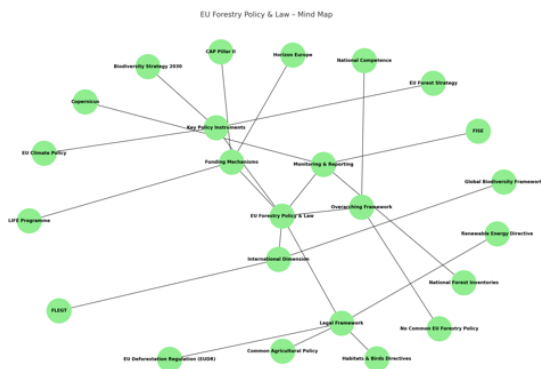 EU Forestry Policy & Law – Mind Map
CAP Pillar II
Horizon Europe
National Competence
Biodiversity Strategy 2030
EU Forest Strategy
Copernicus
Key Policy Instruments
FISE
EU Climate Policy
Funding Mechanisms
Monitoring & Reporting
Global Biodiversity Framework
LIFE Programme
EU Forestry Policy & Law
Overarching Framework
Renewable Energy Directive
International Dimension
National Forest Inventories
FLEGT
Legal Framework
No Common EU Forestry Policy
Common Agricultural Policy
EU Deforestation Regulation (EUDR)
Habitats & Birds Directives